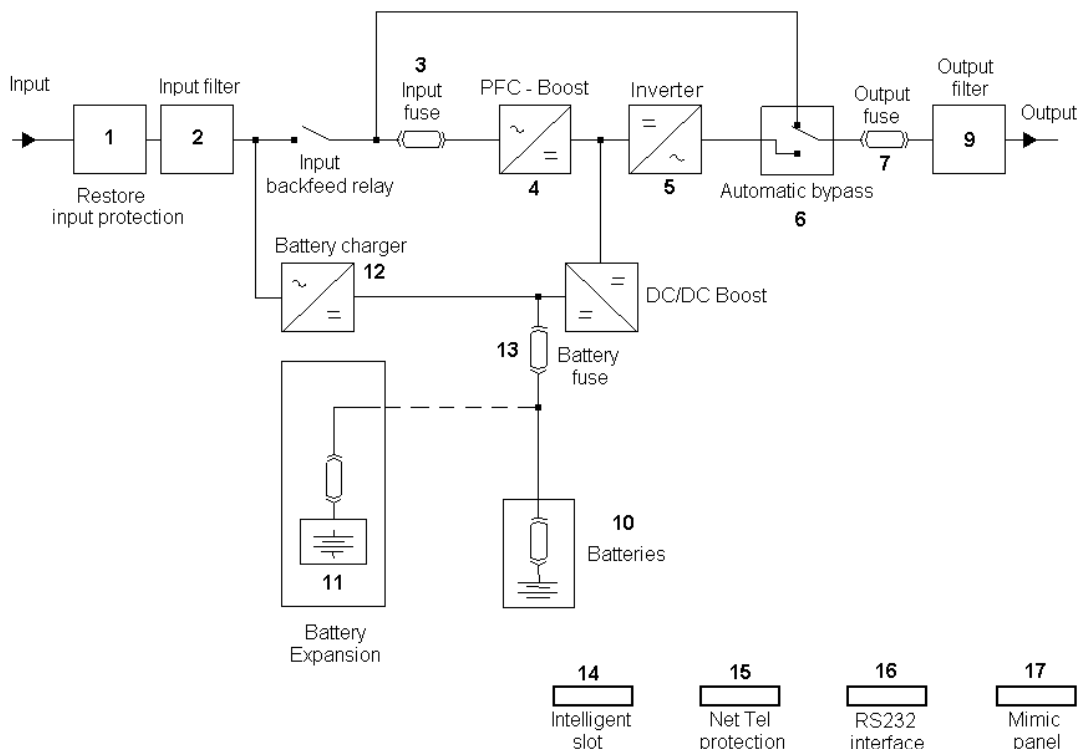 Input
1
Restore
input protection
Input filter
2
Input
backfeed relay
3
Input
fuse
PFC - Boost
4
Inverter
5
Automatic bypass
6
Output
fuse
7
Output
filter
9
Output
Battery charger
12
DC/DC Boost
13
Battery
fuse
11
Battery
Expansion
10
Batteries
14
Intelligent
slot
15
Net Tel
protection
16
RS232
interface
17
Mimic
panel